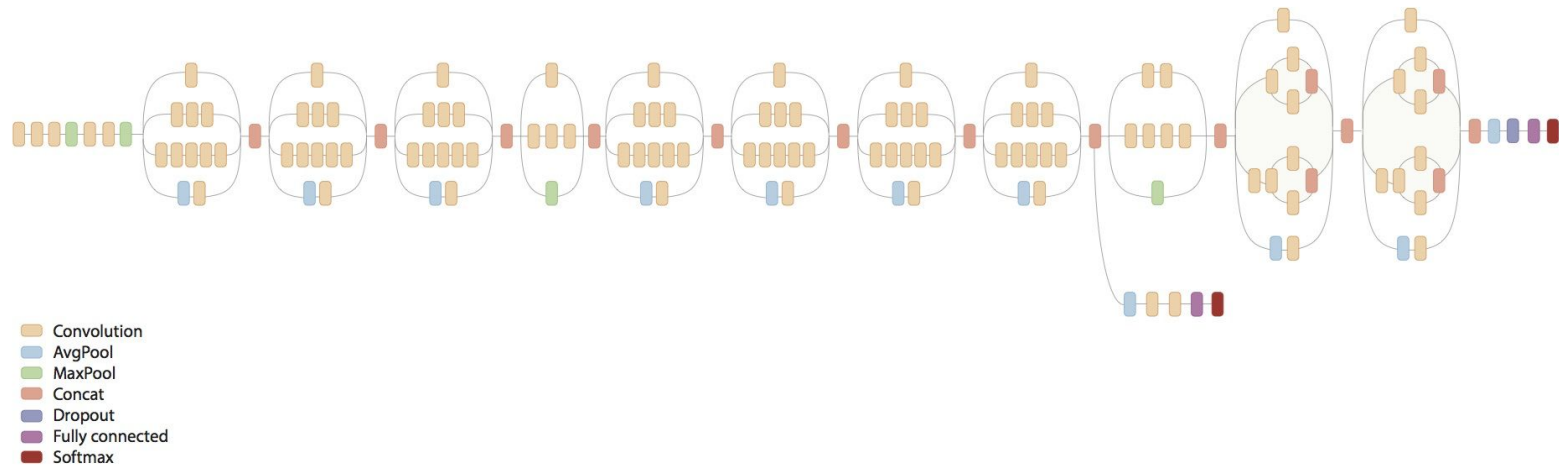 Convolution
AvgPool
MaxPool
Concat
Dropout
Fully connected
Softmax